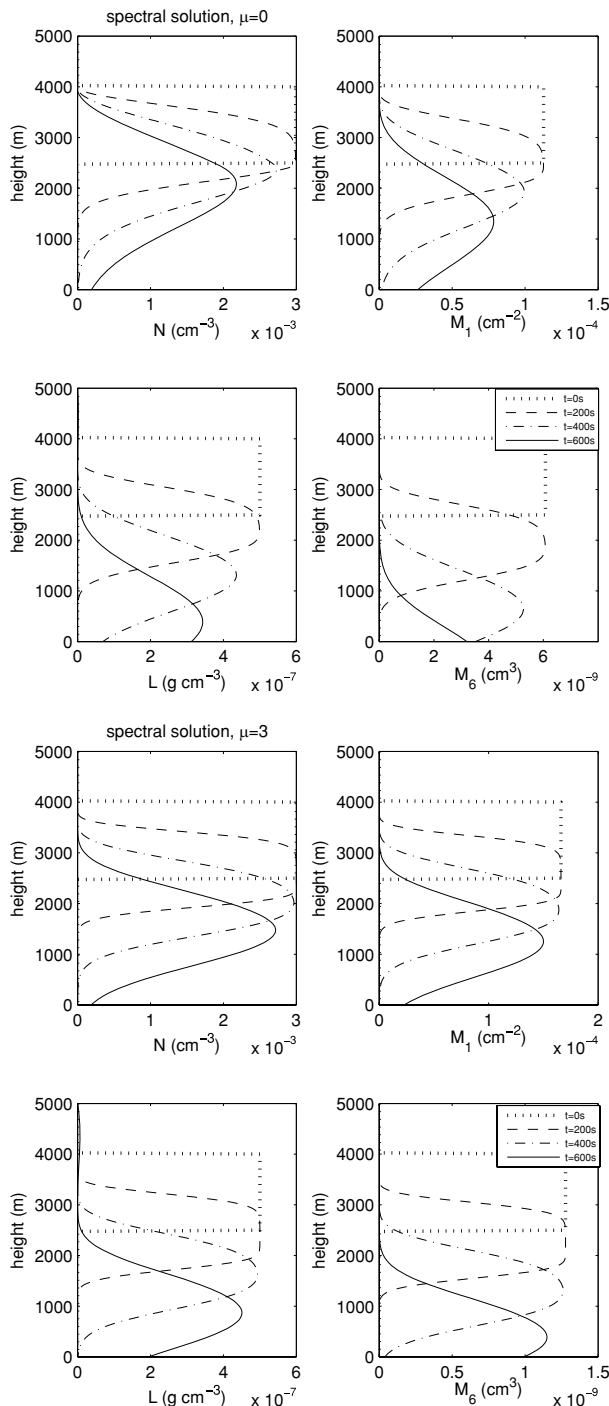 spectral solution, μ=0
5000
4000
3000
2000
1000
0
height (m)
0 1 2 3
N (cm⁻³) x 10⁻³
5000
4000
3000
2000
1000
0
height (m)
0 0.5 1 1.5
M₁ (cm⁻²) x 10⁻⁴
5000
4000
3000
2000
1000
0
height (m)
0 2 4 6
L (g cm⁻³) x 10⁻⁷
t=0s
t=200s
t=400s
t=600s
5000
4000
3000
2000
1000
0
height (m)
0 2 4 6 8
M₆ (cm³) x 10⁻⁹
spectral solution, μ=3
5000
4000
3000
2000
1000
0
height (m)
0 1 2 3
N (cm⁻³) x 10⁻³
5000
4000
3000
2000
1000
0
height (m)
0 1 2
M₁ (cm⁻²) x 10⁻⁴
5000
4000
3000
2000
1000
0
height (m)
0 2 4 6
L (g cm⁻³) x 10⁻⁷
t=0s
t=200s
t=400s
t=600s
5000
4000
3000
2000
1000
0
height (m)
0 0.5 1 1.5
M₆ (cm³) x 10⁻⁹